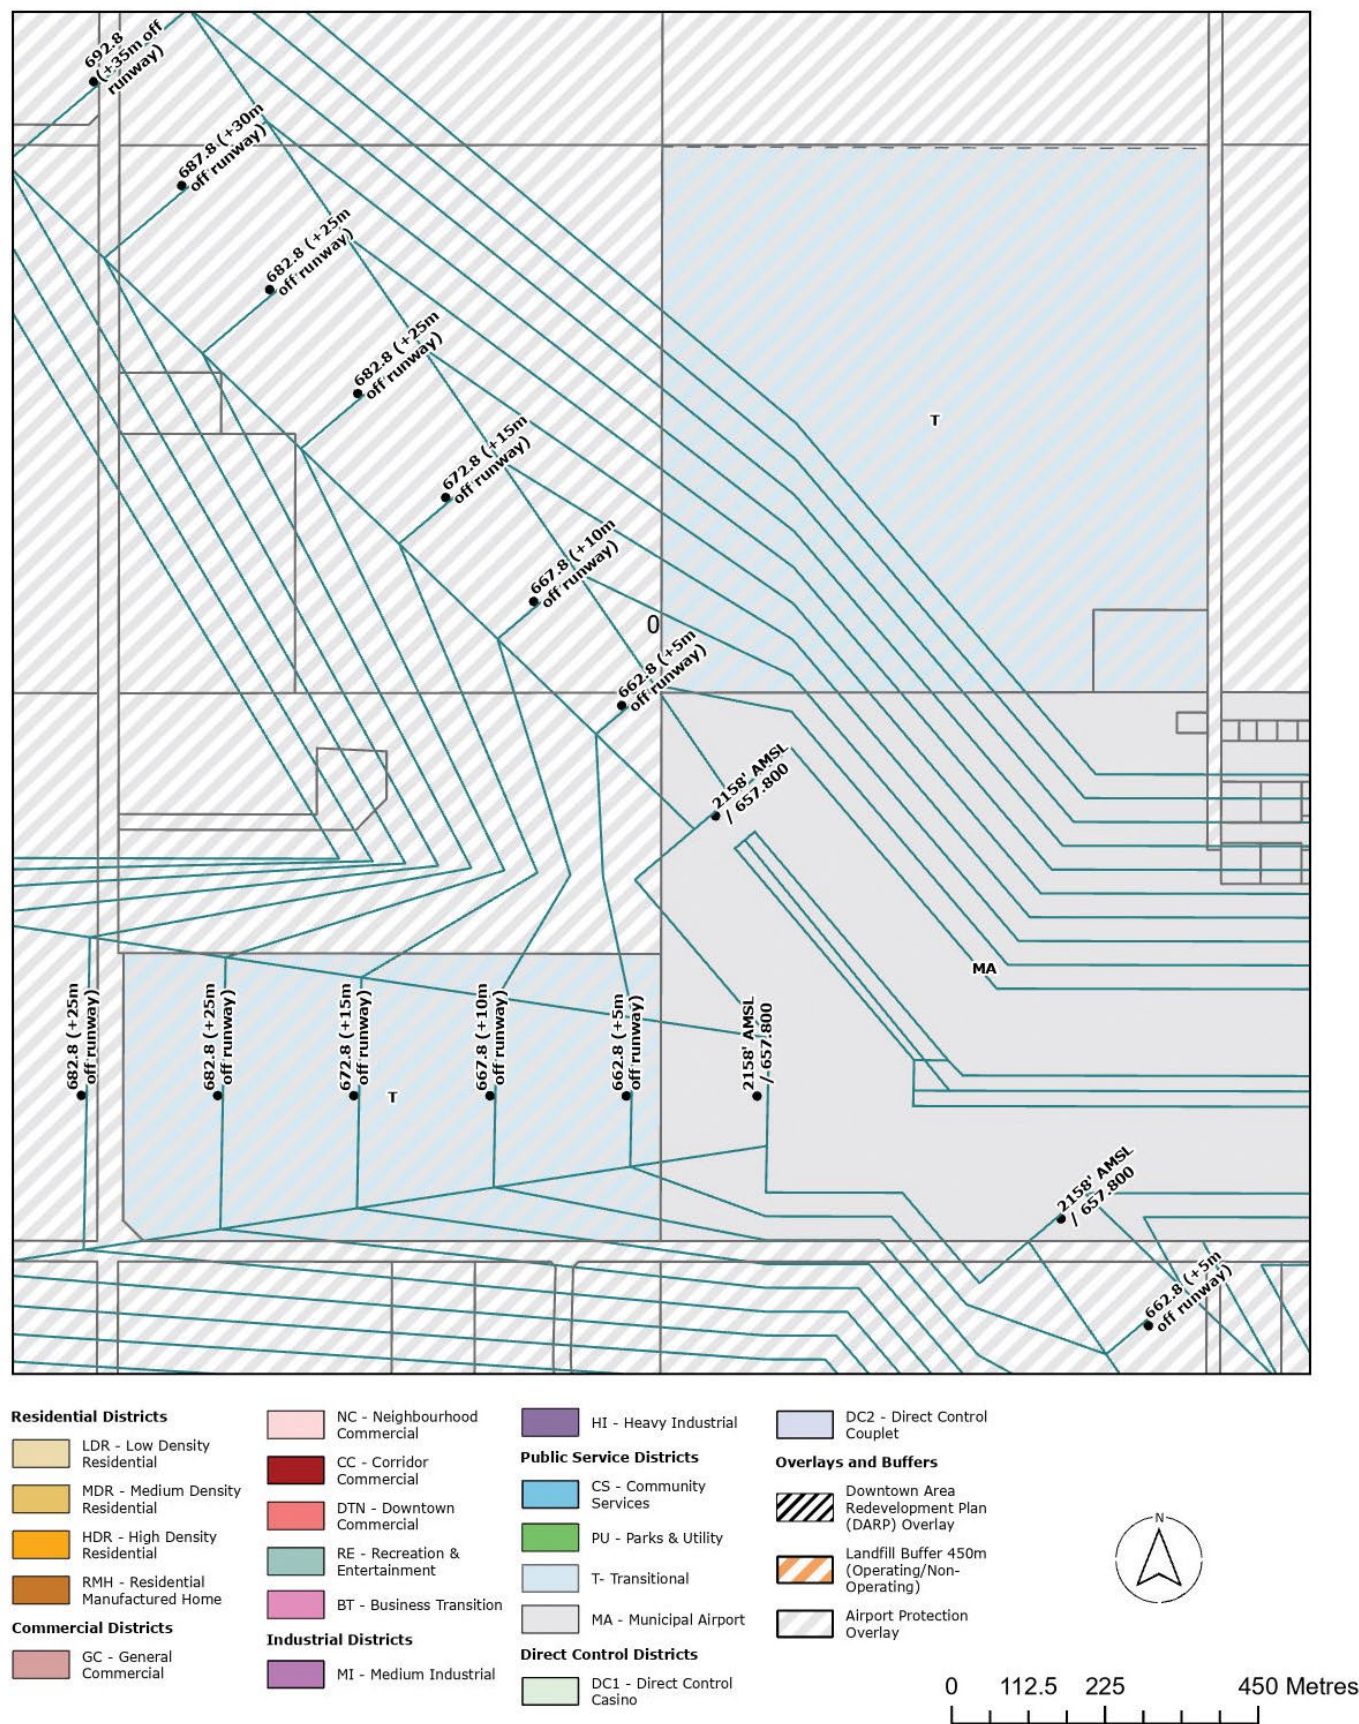 692.8
(+35m off
runway)
687.8 (+30m
off runway)
682.8 (+25m
off runway)
682.8 (+25m
off runway)
T
672.8 (+15m
off runway)
667.8 (+10m
off runway)
0
662.8 (+5m
off runway)
2158' AMSL
/ 657.800
MA
682.8 (+25m
off runway)
682.8 (+25m
off runway)
672.8 (+15m
off runway)
T
667.8 (+10m
off runway)
662.8 (+5m
off runway)
2158' AMSL
/ 657.800
2158' AMSL
/ 657.800
662.8 (+5m
off runway)
Residential Districts
LDR - Low Density
Residential
MDR - Medium Density
Residential
HDR - High Density
Residential
RMH - Residential
Manufactured Home
Commercial Districts
GC - General
Commercial
NC - Neighbourhood
Commercial
CC - Corridor
Commercial
DTN - Downtown
Commercial
RE - Recreation &
Entertainment
BT - Business Transition
Industrial Districts
MI - Medium Industrial
HI - Heavy Industrial
Public Service Districts
CS - Community
Services
PU - Parks & Utility
T- Transitional
MA - Municipal Airport
Direct Control Districts
DC1 - Direct Control
Casino
DC2 - Direct Control
Couplet
Overlays and Buffers
Downtown Area
Redevelopment Plan
(DARP) Overlay
Landfill Buffer 450m
(Operating/Non-
Operating)
Airport Protection
Overlay
N
0 112.5 225 450 Metres